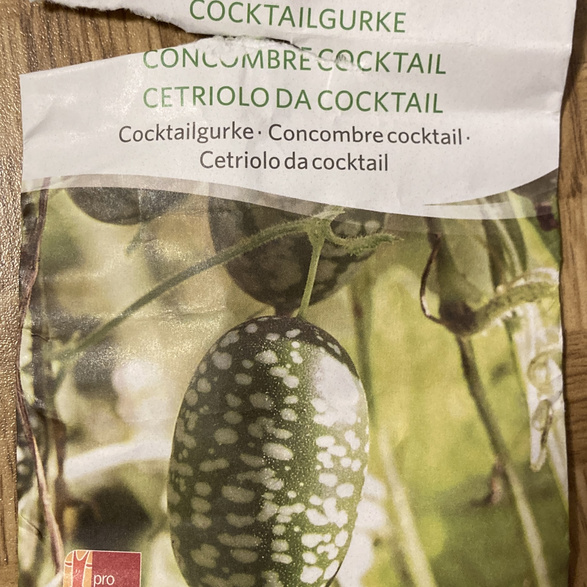 COCKTAILGURKE
CONCOMBRE COCKTAIL
CETRIOLO DA COCKTAIL
Cocktailgurke · Concombre cocktail ·
Cetriolo da cocktail
pro